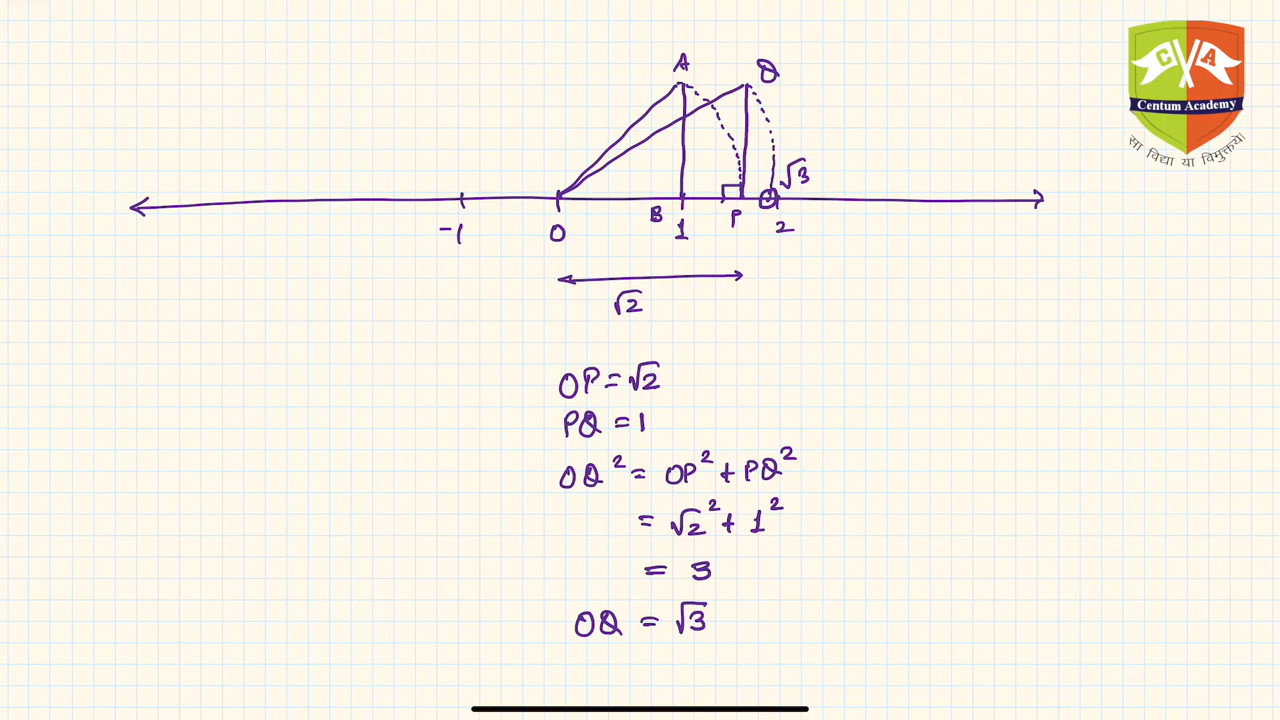 A Q
C A
Centum Academy
सा विद्या या विमुक्तये।
√3
B P
-1 0 1 2
√2
OP = √2
PQ = 1
OQ² = OP² + PQ²
= √2² + 1²
= 3
OQ = √3